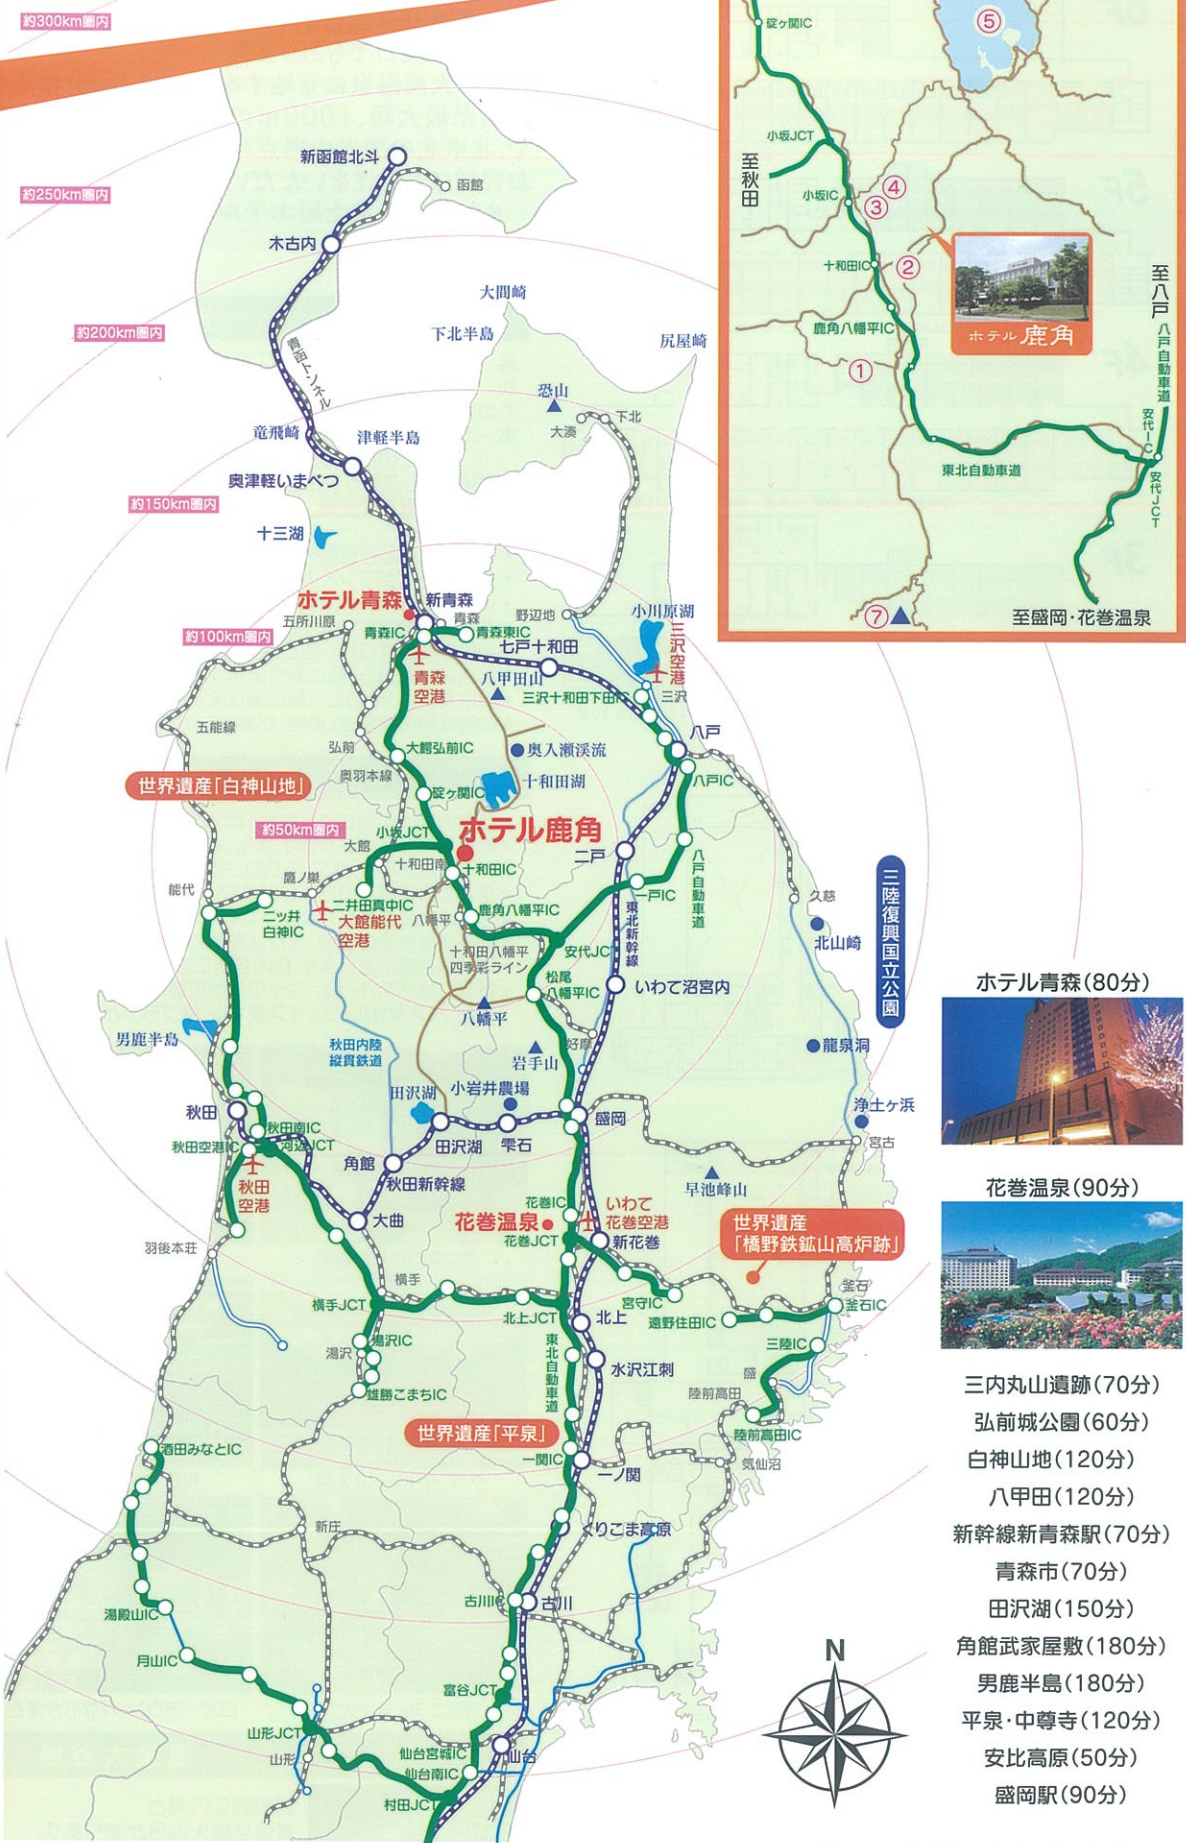 約300km圏内
約250km圏内
約200km圏内
約150km圏内
約100km圏内
約50km圏内
碇ヶ関IC
⑤
小坂JCT
至秋田
小坂IC
④
③
十和田IC
②
鹿角八幡平IC
①
ホテル鹿角
至八戸
八戸自動車道
安代IC
安代JCT
東北自動車道
⑦
至盛岡・花巻温泉
新函館北斗
函館
木古内
青函トンネル
大間崎
下北半島
尻屋崎
恐山
大湊
下北
竜飛崎
津軽半島
奥津軽いまべつ
十三湖
ホテル青森
新青森
青森
野辺地
小川原湖
五所川原
青森IC
青森東IC
三沢空港
七戸十和田
青森空港
八甲田山
三沢十和田下田IC
三沢
五能線
弘前
大鰐弘前IC
奥入瀬渓流
八戸
奥羽本線
世界遺産「白神山地」
碇ヶ関IC
十和田湖
八戸IC
小坂JCT
ホテル鹿角
大館
十和田南
十和田IC
二戸
八戸自動車道
能代
鷹ノ巣
二ッ井白神IC
二井田真中IC
大館能代空港
八幡平
鹿角八幡平IC
一戸IC
久慈
東北新幹線
北山崎
三陸復興国立公園
安代JCT
十和田八幡平
四季彩ライン
松尾八幡平IC
いわて沼宮内
八幡平
男鹿半島
秋田内陸
縦貫鉄道
岩手山
好摩
龍泉洞
田沢湖
小岩井農場
秋田
盛岡
浄土ヶ浜
宮古
秋田南IC
秋田空港IC
河辺JCT
田沢湖
雫石
角館
秋田新幹線
秋田空港
早池峰山
大曲
花巻IC
いわて
花巻空港
花巻温泉
花巻JCT
新花巻
世界遺産
「橋野鉄鉱山高炉跡」
羽後本荘
横手
横手JCT
北上JCT
北上
宮守IC
遠野住田IC
釜石
釜石IC
三陸IC
湯沢IC
湯沢
東北自動車道
水沢江刺
盛
陸前高田
雄勝こまちIC
陸前高田IC
世界遺産「平泉」
酒田みなとIC
一関IC
一ノ関
気仙沼
くりこま高原
新庄
古川IC
古川
湯殿山IC
月山IC
富谷JCT
山形JCT
山形
仙台宮城IC
仙台
仙台南IC
村田JCT
N
ホテル青森(80分)
花巻温泉(90分)
三内丸山遺跡(70分)
弘前城公園(60分)
白神山地(120分)
八甲田(120分)
新幹線新青森駅(70分)
青森市(70分)
田沢湖(150分)
角館武家屋敷(180分)
男鹿半島(180分)
平泉・中尊寺(120分)
安比高原(50分)
盛岡駅(90分)